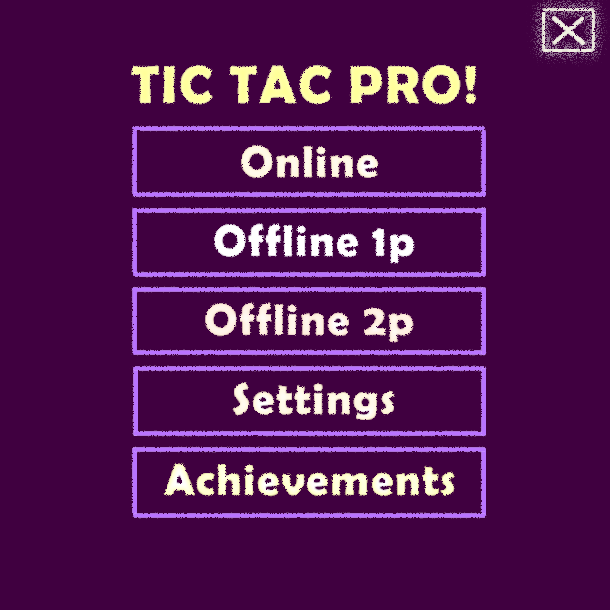 TIC TAC PRO!
Online
Offline 1p
Offline 2p
Settings
Achievements